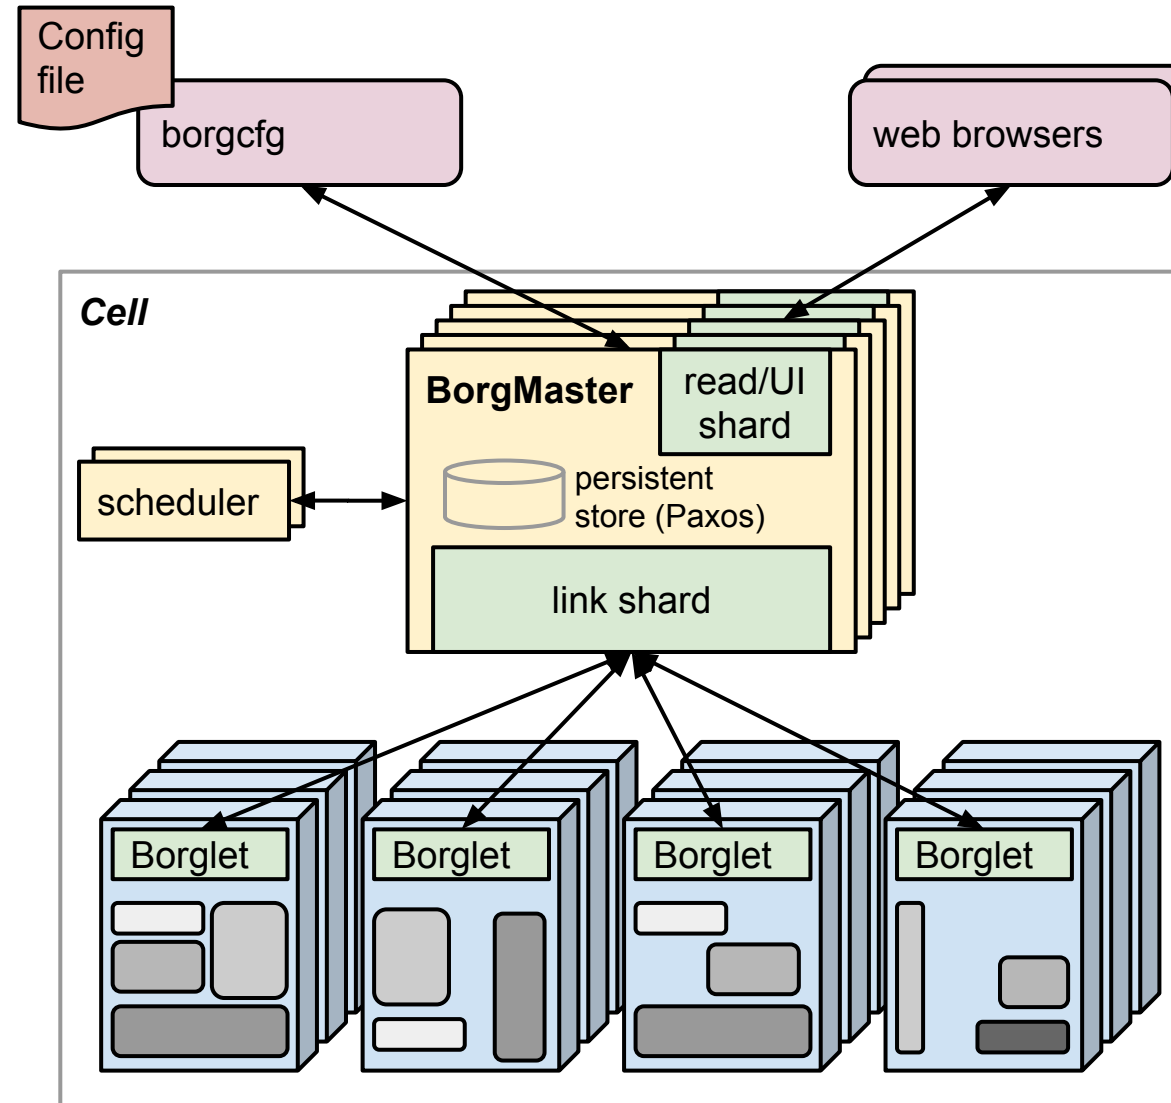 Config
file
borgcfg
web browsers
Cell
BorgMaster
read/UI
shard
scheduler
persistent
store (Paxos)
link shard
Borglet
Borglet
Borglet
Borglet